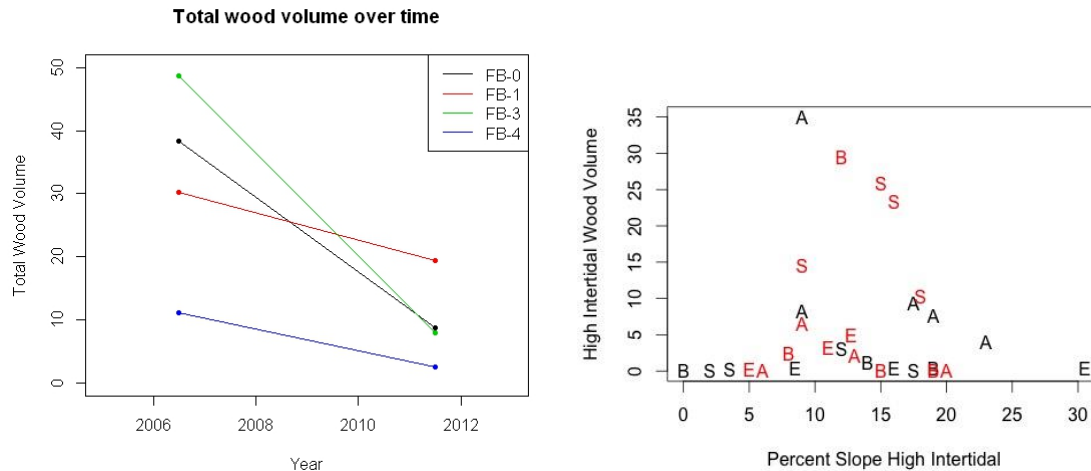 Total wood volume over time
Total Wood Volume
50
40
30
20
10
0
FB-0
FB-1
FB-3
FB-4
2006 2008 2010 2012
Year
High Intertidal Wood Volume
35
30
25
20
15
10
5
0
A
B
S
S
S
S
A
A
A
A
E
A
E
S
B
A
B
B
S
S
E
A
E
B
E
S
B
B
A
E
0 5 10 15 20 25 30
Percent Slope High Intertidal